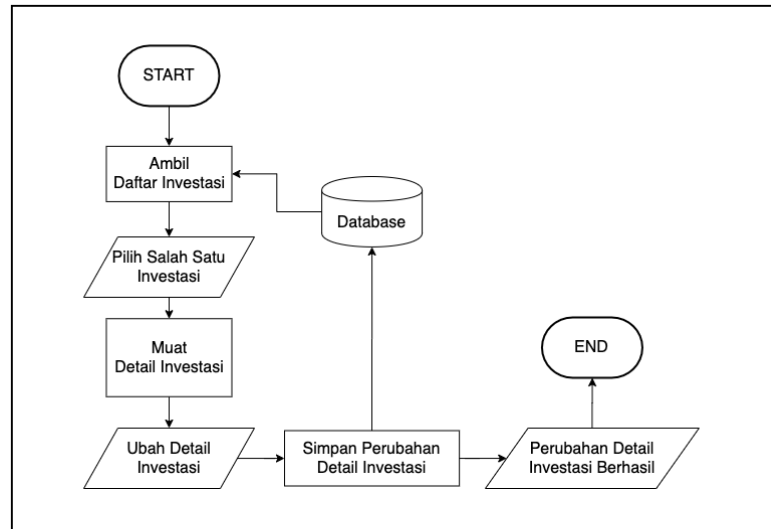 START
Ambil
Daftar Investasi
Database
Pilih Salah Satu
Investasi
Muat
Detail Investasi
END
Ubah Detail
Investasi
Simpan Perubahan
Detail Investasi
Perubahan Detail
Investasi Berhasil